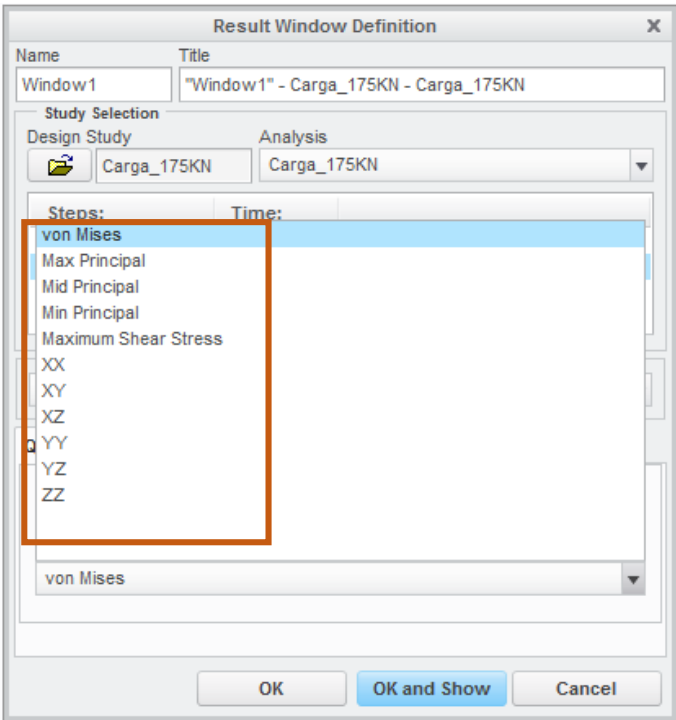 Result Window Definition
Name Title
Window1 "Window1" - Carga_175KN - Carga_175KN
Study Selection
Design Study Analysis
Carga_175KN Carga_175KN
Steps: Time:
von Mises
Max Principal
Mid Principal
Min Principal
Maximum Shear Stress
XX
XY
XZ
YY
YZ
ZZ
von Mises
OK OK and Show Cancel